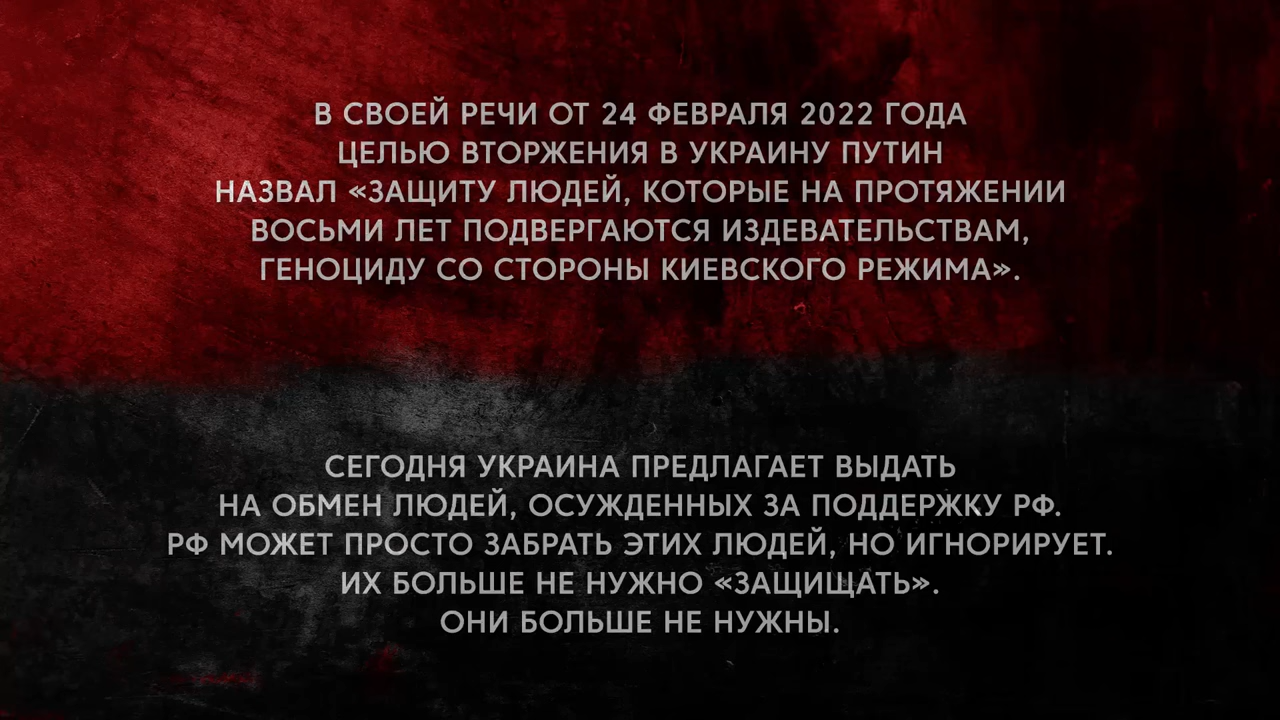 В СВОЕЙ РЕЧИ ОТ 24 ФЕВРАЛЯ 2022 ГОДА
ЦЕЛЬЮ ВТОРЖЕНИЯ В УКРАИНУ ПУТИН
НАЗВАЛ «ЗАЩИТУ ЛЮДЕЙ, КОТОРЫЕ НА ПРОТЯЖЕНИИ
ВОСЬМИ ЛЕТ ПОДВЕРГАЮТСЯ ИЗДЕВАТЕЛЬСТВАМ,
ГЕНОЦИДУ СО СТОРОНЫ КИЕВСКОГО РЕЖИМА».
СЕГОДНЯ УКРАИНА ПРЕДЛАГАЕТ ВЫДАТЬ
НА ОБМЕН ЛЮДЕЙ, ОСУЖДЕННЫХ ЗА ПОДДЕРЖКУ РФ.
РФ МОЖЕТ ПРОСТО ЗАБРАТЬ ЭТИХ ЛЮДЕЙ, НО ИГНОРИРУЕТ.
ИХ БОЛЬШЕ НЕ НУЖНО «ЗАЩИЩАТЬ».
ОНИ БОЛЬШЕ НЕ НУЖНЫ.